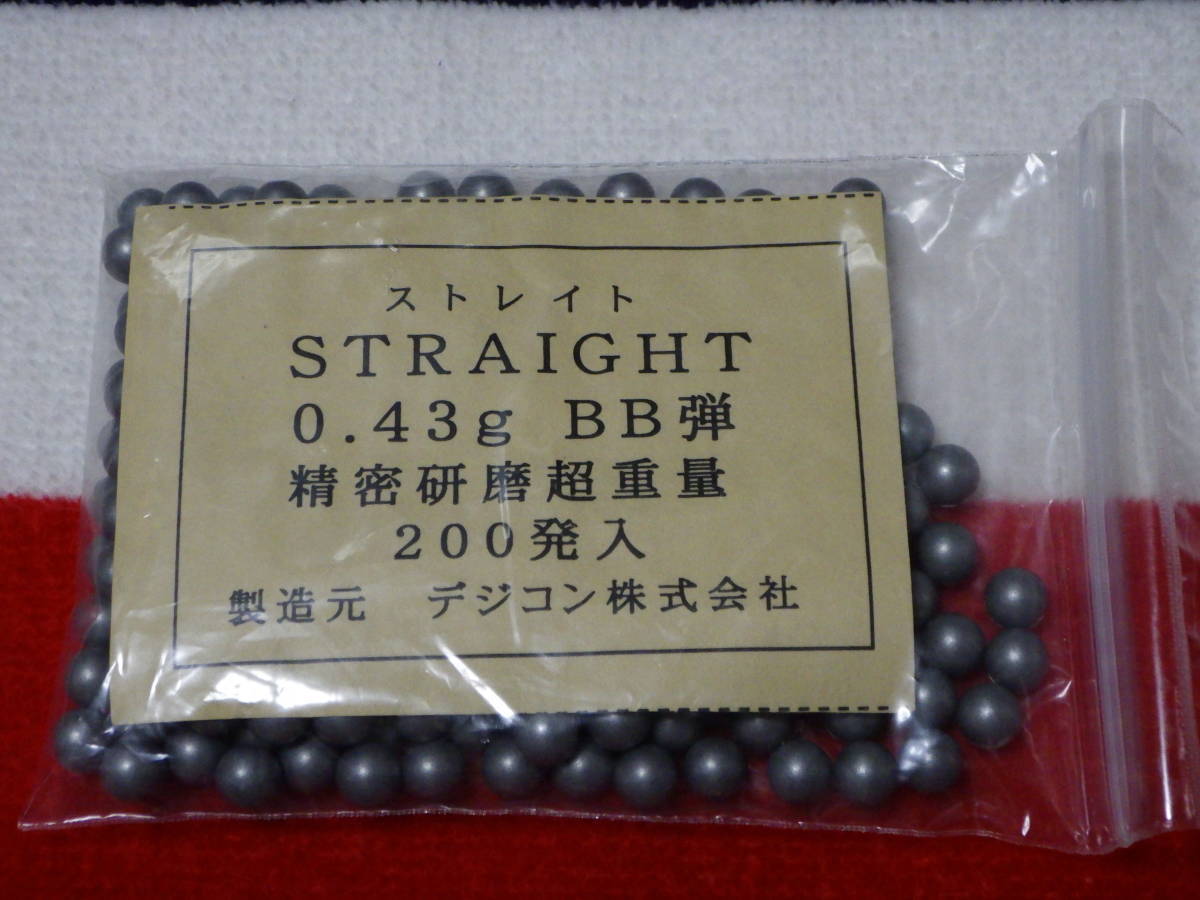 ストレイト
STRAIGHT
0.43g BB弾
精密研磨超重量
200発入
製造元 デジコン株式会社